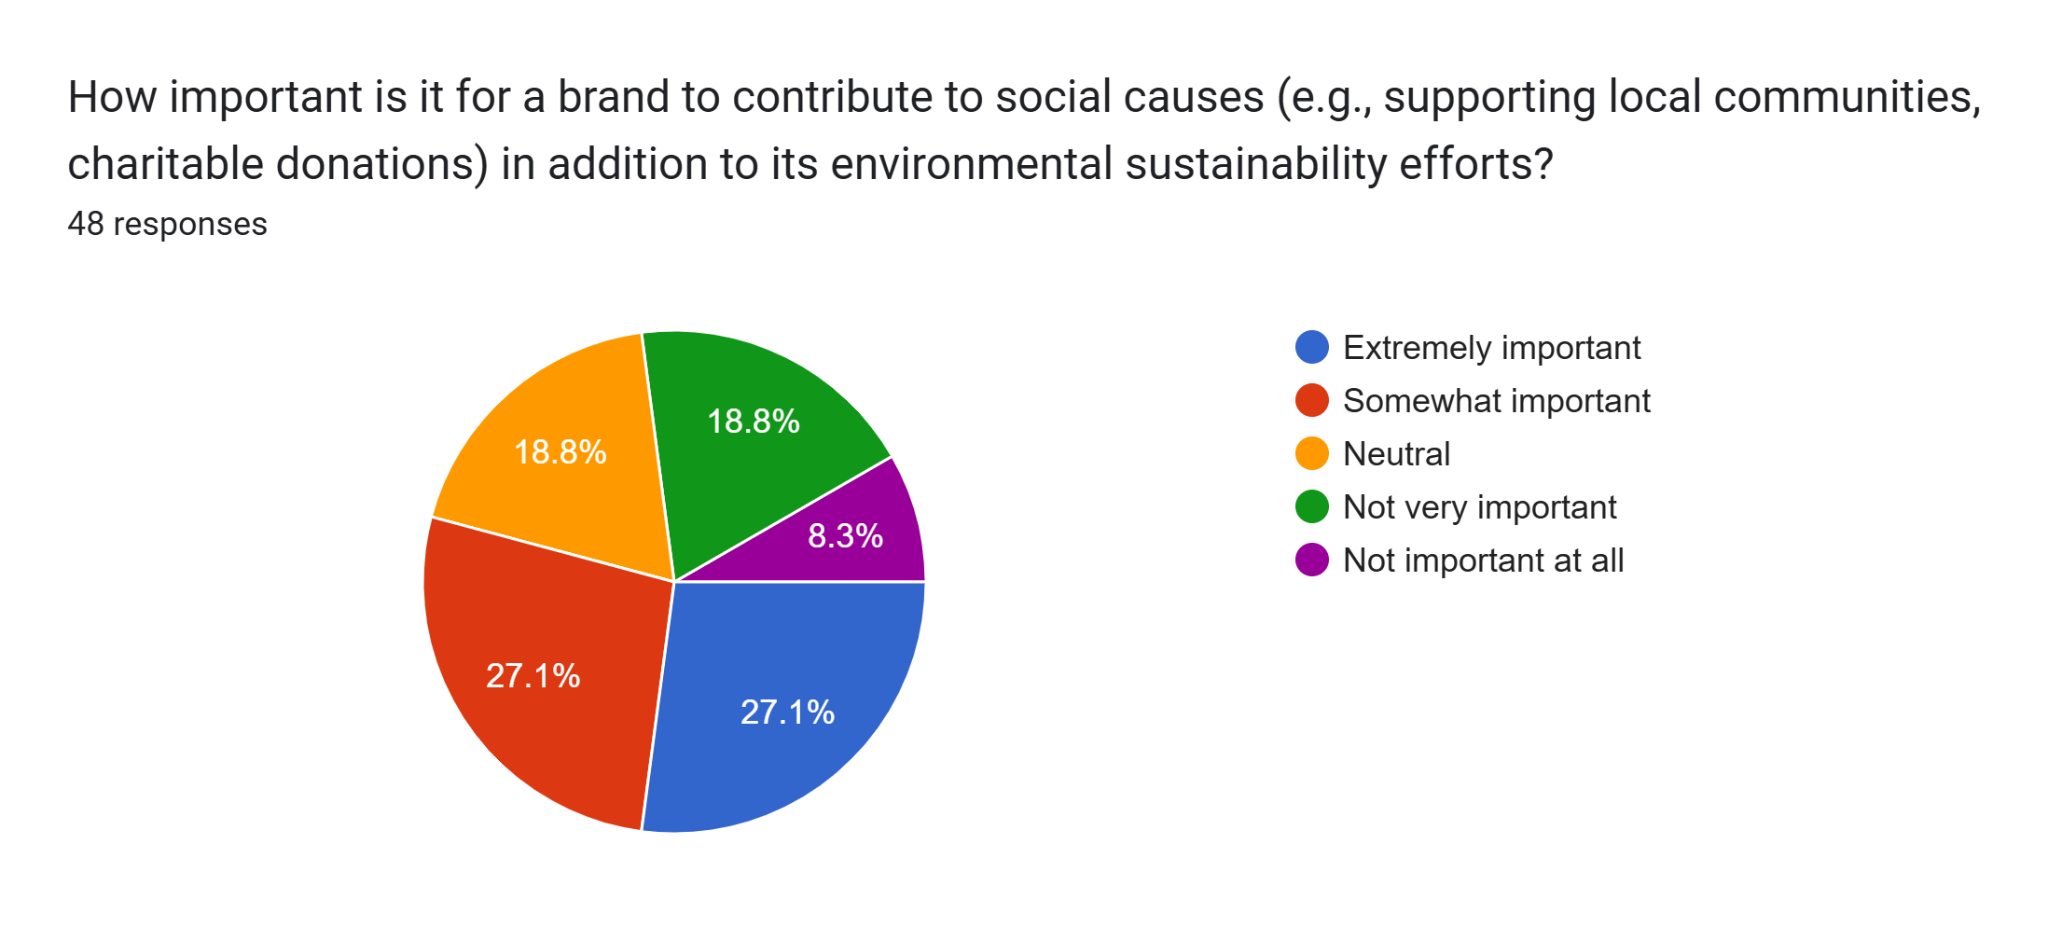 How important is it for a brand to contribute to social causes (e.g., supporting local communities,
charitable donations) in addition to its environmental sustainability efforts?
48 responses
Extremely important
Somewhat important
Neutral
Not very important
Not important at all
18.8%
18.8%
8.3%
27.1%
27.1%